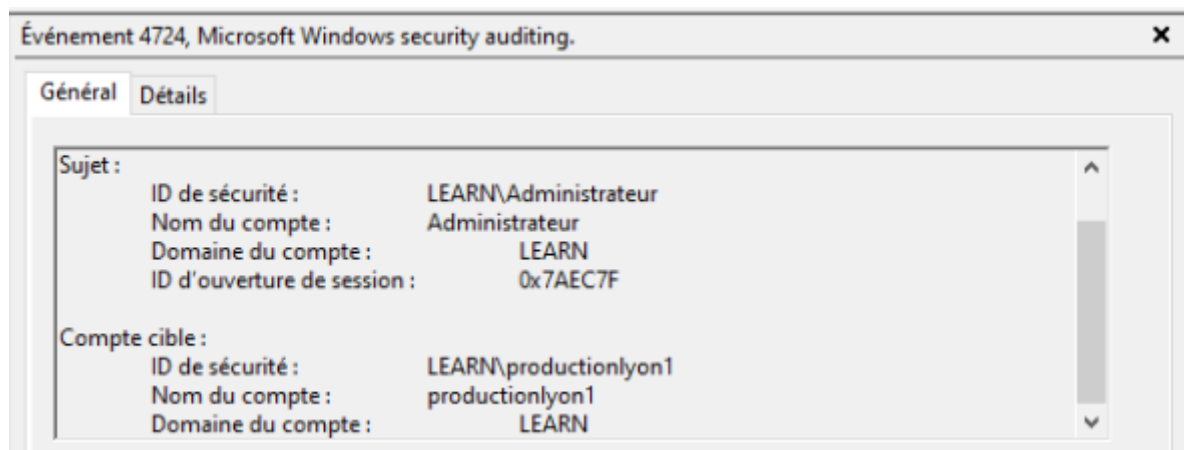 Événement 4724, Microsoft Windows security auditing.
Général Détails
Sujet :
ID de sécurité : LEARN\Administrateur
Nom du compte : Administrateur
Domaine du compte : LEARN
ID d'ouverture de session : 0x7AEC7F
Compte cible :
ID de sécurité : LEARN\productionlyon1
Nom du compte : productionlyon1
Domaine du compte : LEARN